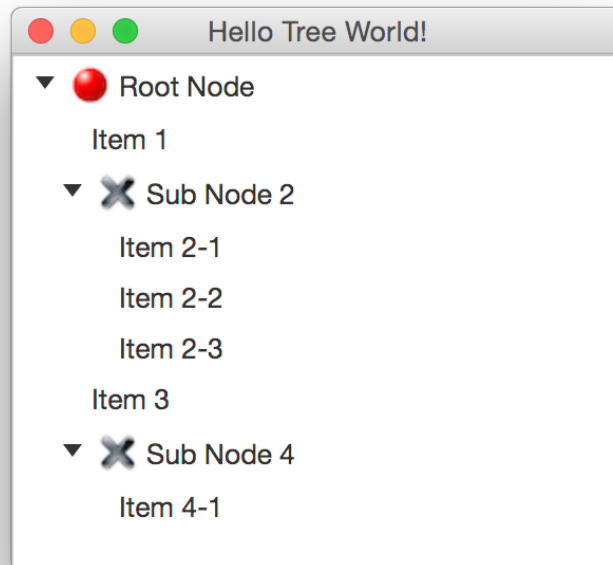 Hello Tree World!
Root Node
Item 1
Sub Node 2
Item 2-1
Item 2-2
Item 2-3
Item 3
Sub Node 4
Item 4-1